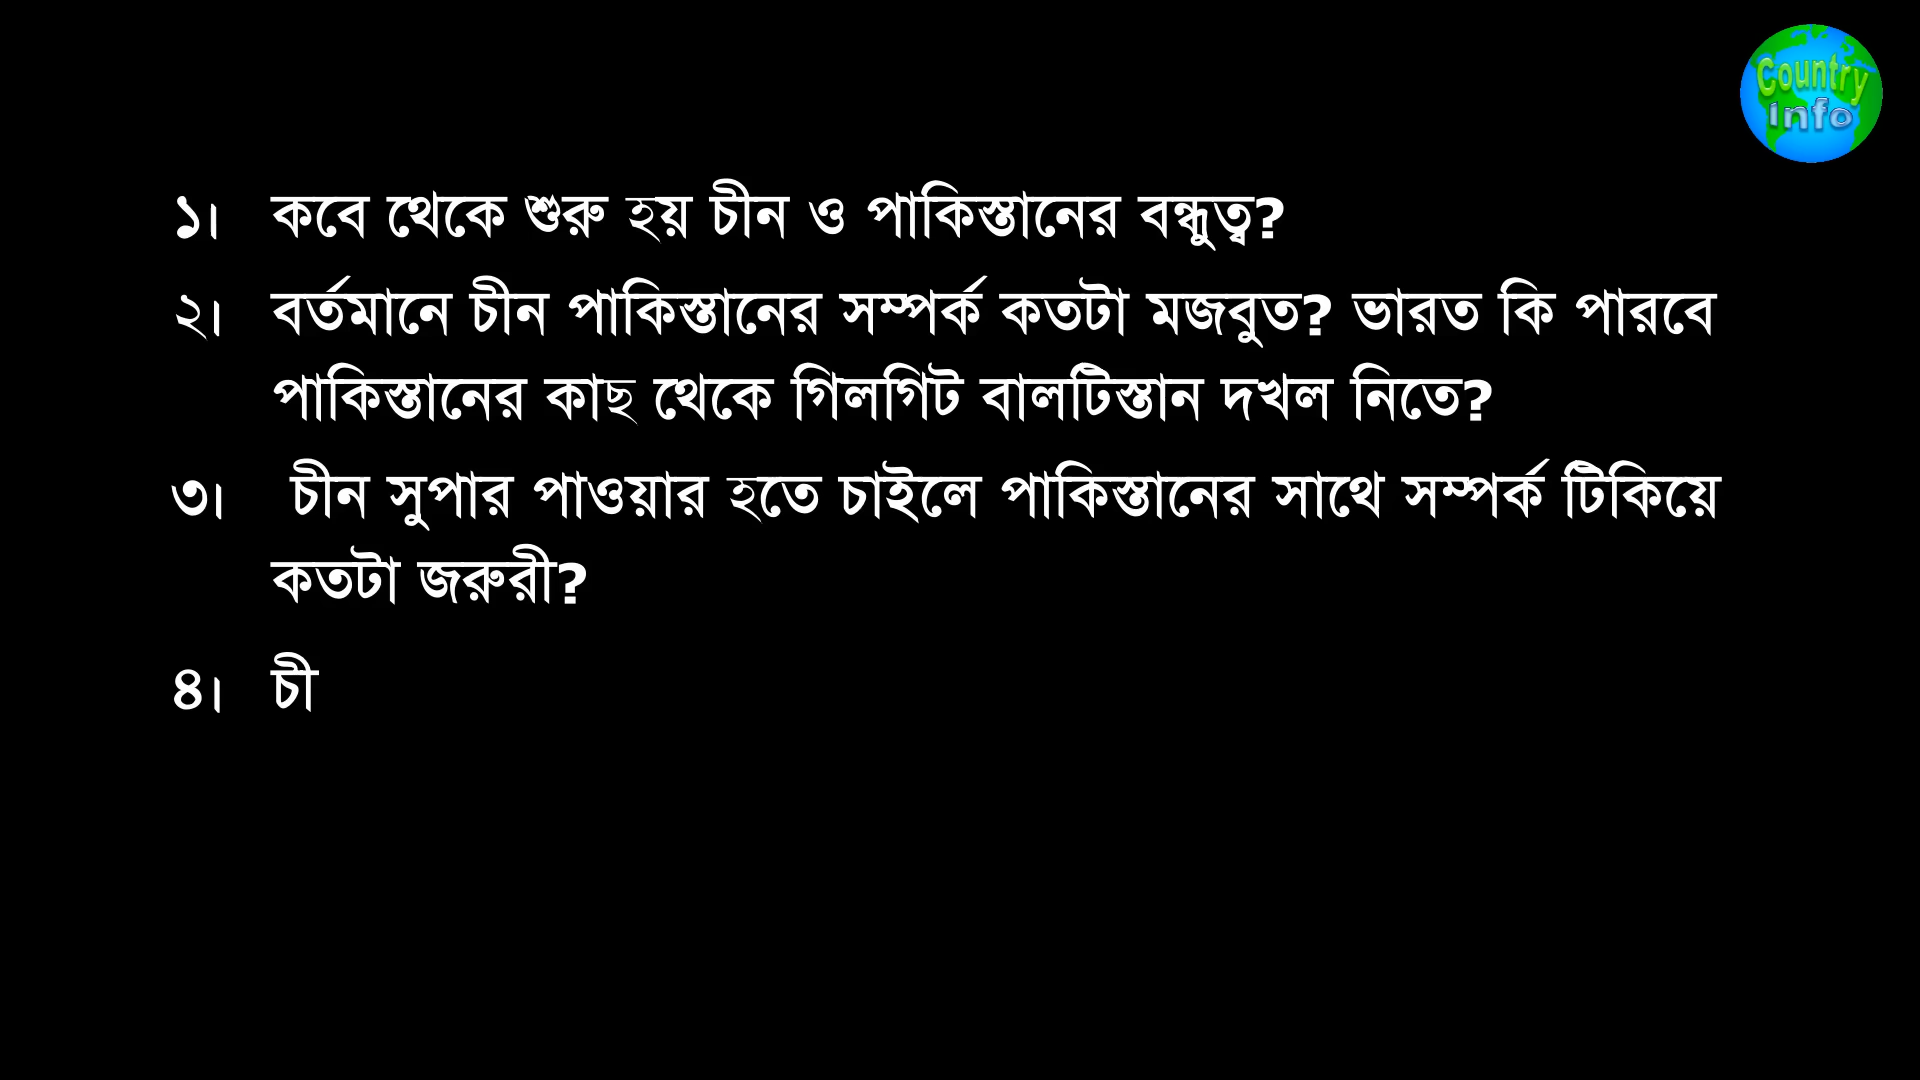 Country
Info
১। কবে থেকে শুরু হয় চীন ও পাকিস্তানের বন্ধুত্ব?
২। বর্তমানে চীন পাকিস্তানের সম্পর্ক কতটা মজবুত? ভারত কি পারবে
পাকিস্তানের কাছ থেকে গিলগিট বালটিস্তান দখল নিতে?
৩। চীন সুপার পাওয়ার হতে চাইলে পাকিস্তানের সাথে সম্পর্ক টিকিয়ে
কতটা জরুরী?
৪। চী